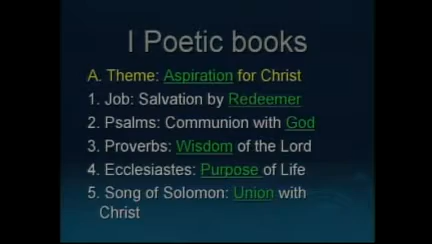 I Poetic books
A. Theme: Aspiration for Christ
1. Job: Salvation by Redeemer
2. Psalms: Communion with God
3. Proverbs: Wisdom of the Lord
4. Ecclesiastes: Purpose of Life
5. Song of Solomon: Union with
Christ